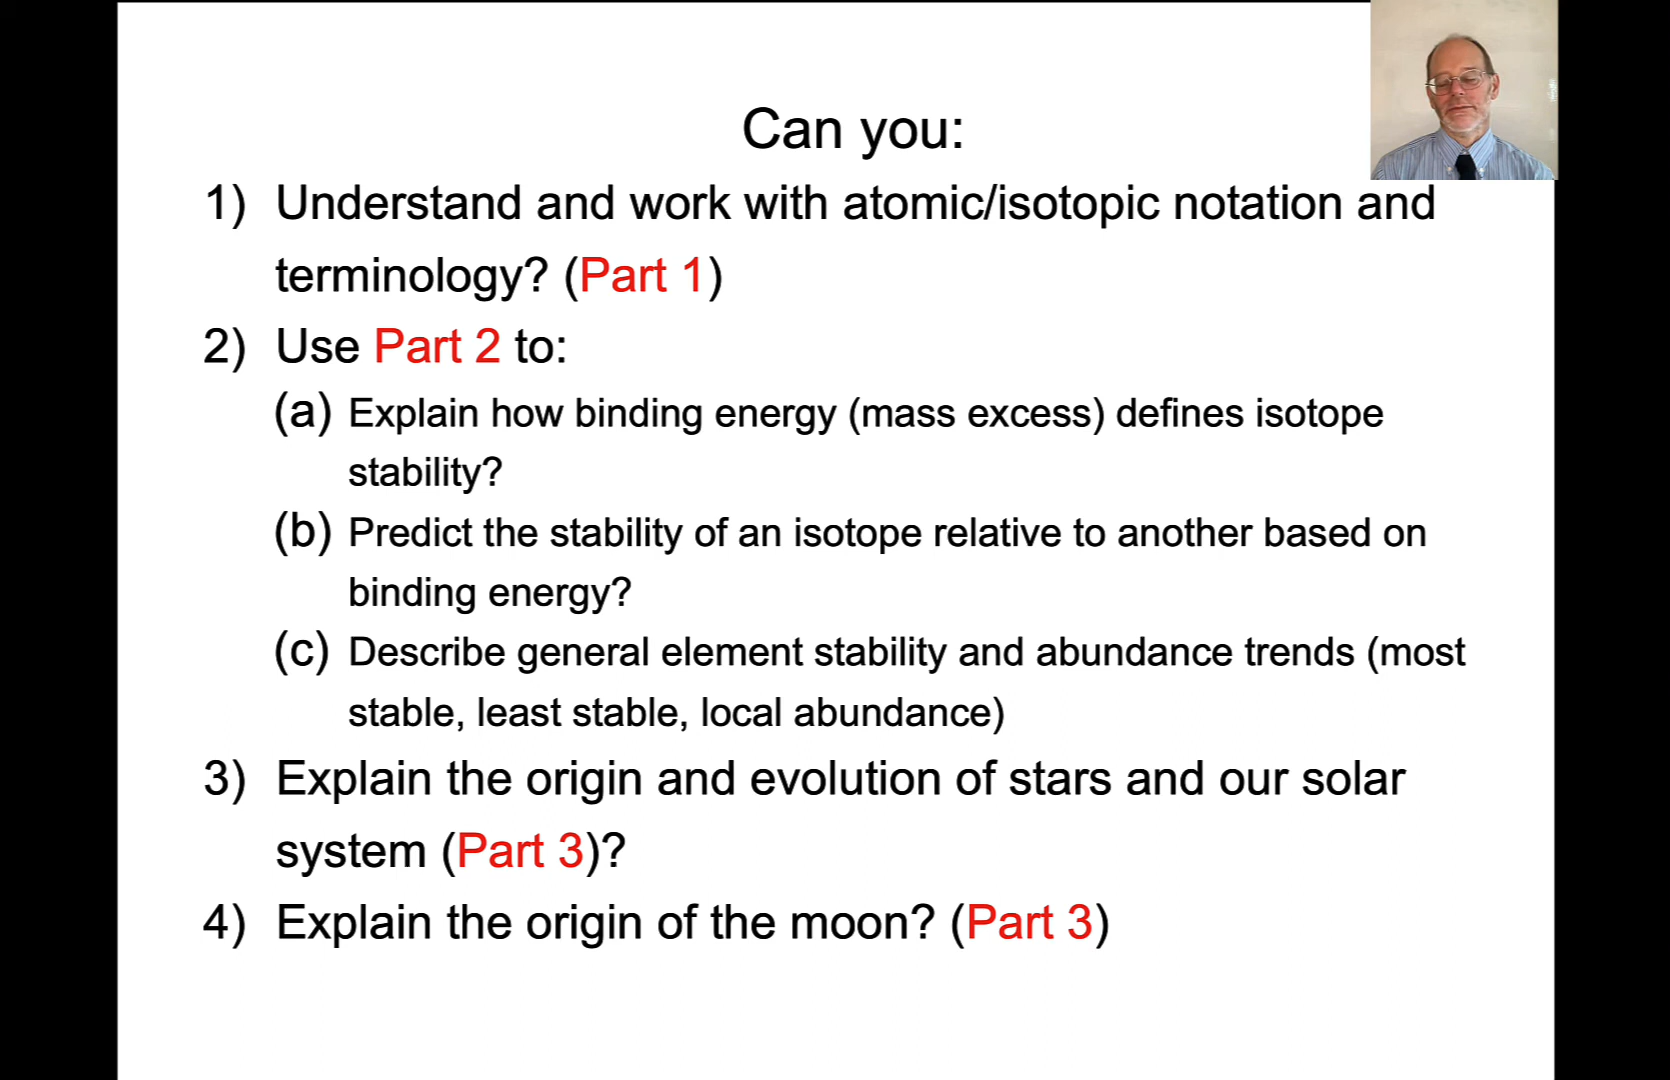 Can you:
1) Understand and work with atomic/isotopic notation and
terminology? (Part 1)
2) Use Part 2 to:
(a) Explain how binding energy (mass excess) defines isotope
stability?
(b) Predict the stability of an isotope relative to another based on
binding energy?
(c) Describe general element stability and abundance trends (most
stable, least stable, local abundance)
3) Explain the origin and evolution of stars and our solar
system (Part 3)?
4) Explain the origin of the moon? (Part 3)